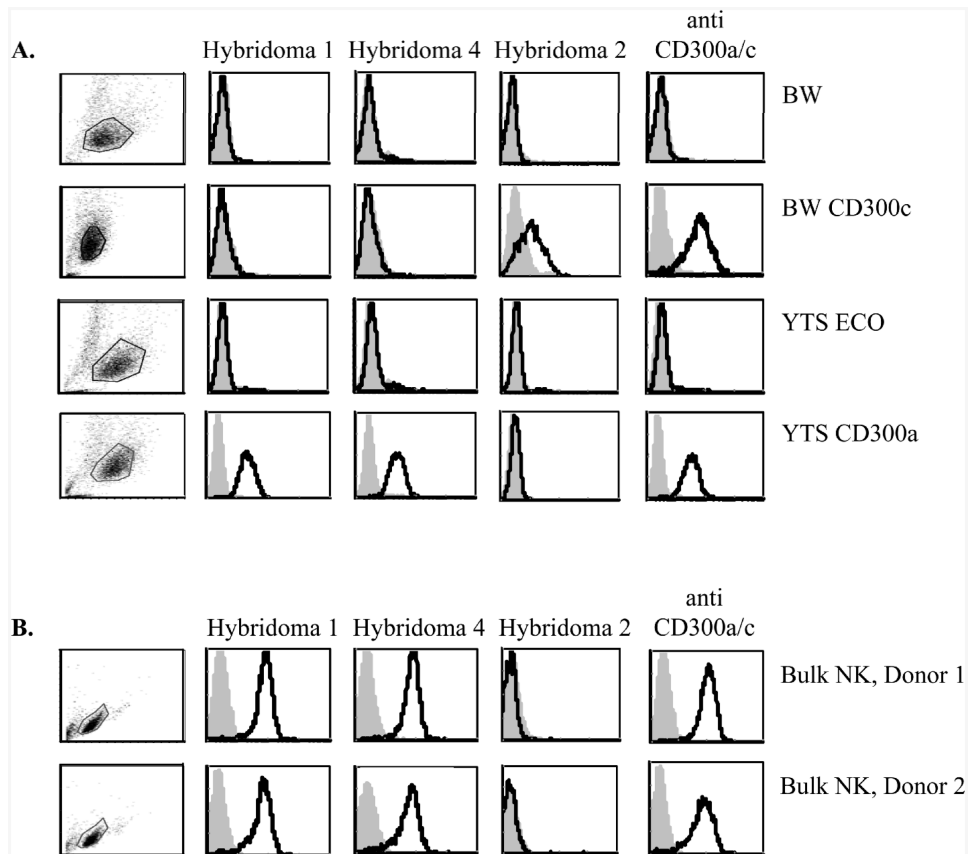 A.
Hybridoma 1 Hybridoma 4 Hybridoma 2 anti CD300a/c
BW
BW CD300c
YTS ECO
YTS CD300a
B.
Hybridoma 1 Hybridoma 4 Hybridoma 2 anti CD300a/c
Bulk NK, Donor 1
Bulk NK, Donor 2